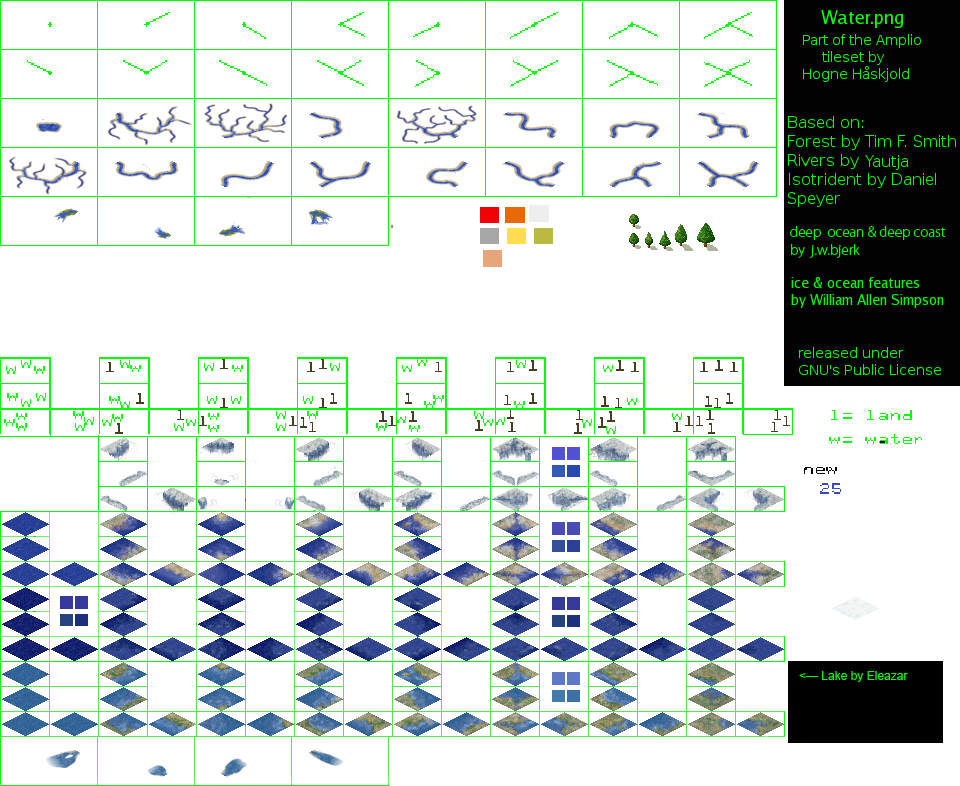 Water.png
Part of the Amplio
tileset by
Hogne Håskjold
Based on:
Forest by Tim F. Smith
Rivers by Yautja
Isotrident by Daniel
Speyer
deep ocean & deep coast
by j.w.bjerk
ice & ocean features
by William Allen Simpson
released under
GNU's Public License
l= land
w= water
new
25
<— Lake by Eleazar